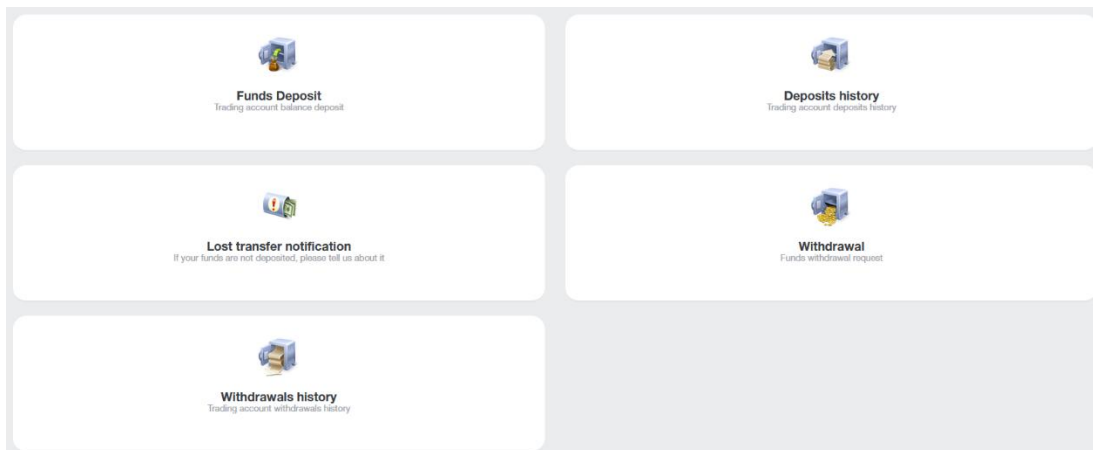 Funds Deposit
Trading account balance deposit
Deposits history
Trading account deposits history
Lost transfer notification
If your funds are not deposited, please tell us about it
Withdrawal
Funds withdrawal request
Withdrawals history
Trading account withdrawals history